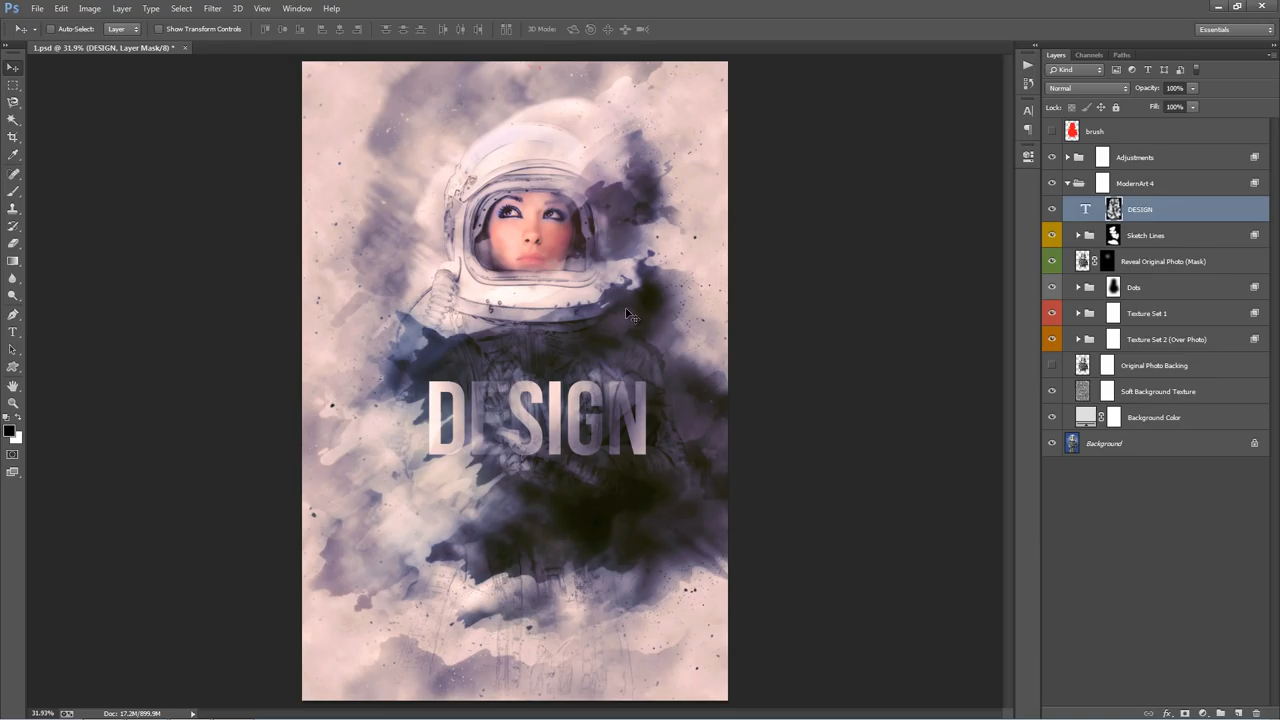 Ps File Edit Image Layer Type Select Filter 3D View Window Help
Auto-Select: Layer Show Transform Controls 3D Mode: Essentials
1.psd @ 31.9% (DESIGN, Layer Mask/8) * ×
Layers Channels Paths
Kind
Normal Opacity: 100%
Lock: Fill: 100%
brush
Adjustments
ModernArt 4
T DESIGN
Sketch Lines
Reveal Original Photo (Mask)
Dots
Texture Set 1
Texture Set 2 (Over Photo)
Original Photo Backing
Soft Background Texture
Background Color
Background
DESIGN
31.93% Doc: 17.2M/899.9M